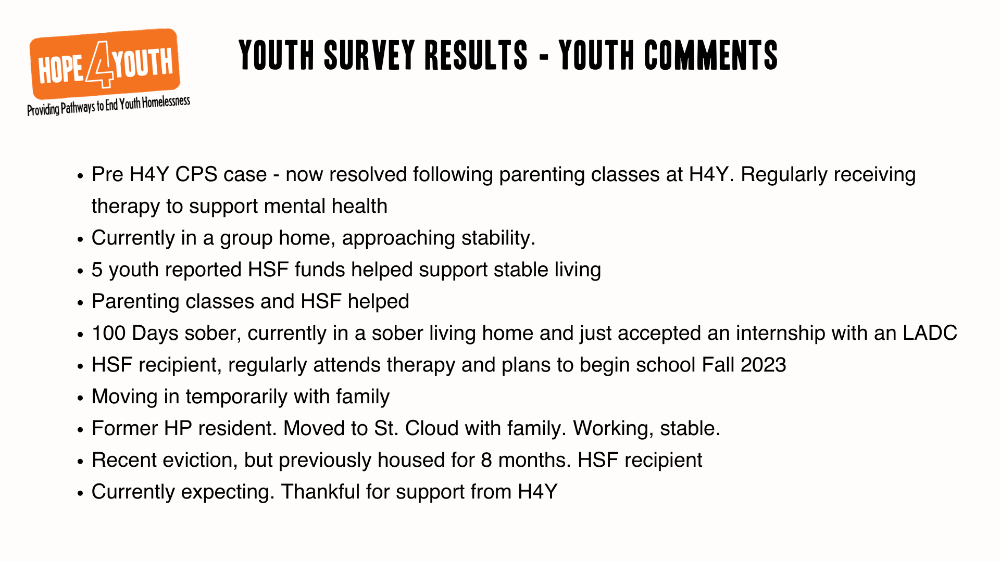 HOPE 4 YOUTH
Providing Pathways to End Youth Homelessness
YOUTH SURVEY RESULTS - YOUTH COMMENTS
• Pre H4Y CPS case - now resolved following parenting classes at H4Y. Regularly receiving
therapy to support mental health
• Currently in a group home, approaching stability.
• 5 youth reported HSF funds helped support stable living
• Parenting classes and HSF helped
• 100 Days sober, currently in a sober living home and just accepted an internship with an LADC
• HSF recipient, regularly attends therapy and plans to begin school Fall 2023
• Moving in temporarily with family
• Former HP resident. Moved to St. Cloud with family. Working, stable.
• Recent eviction, but previously housed for 8 months. HSF recipient
• Currently expecting. Thankful for support from H4Y